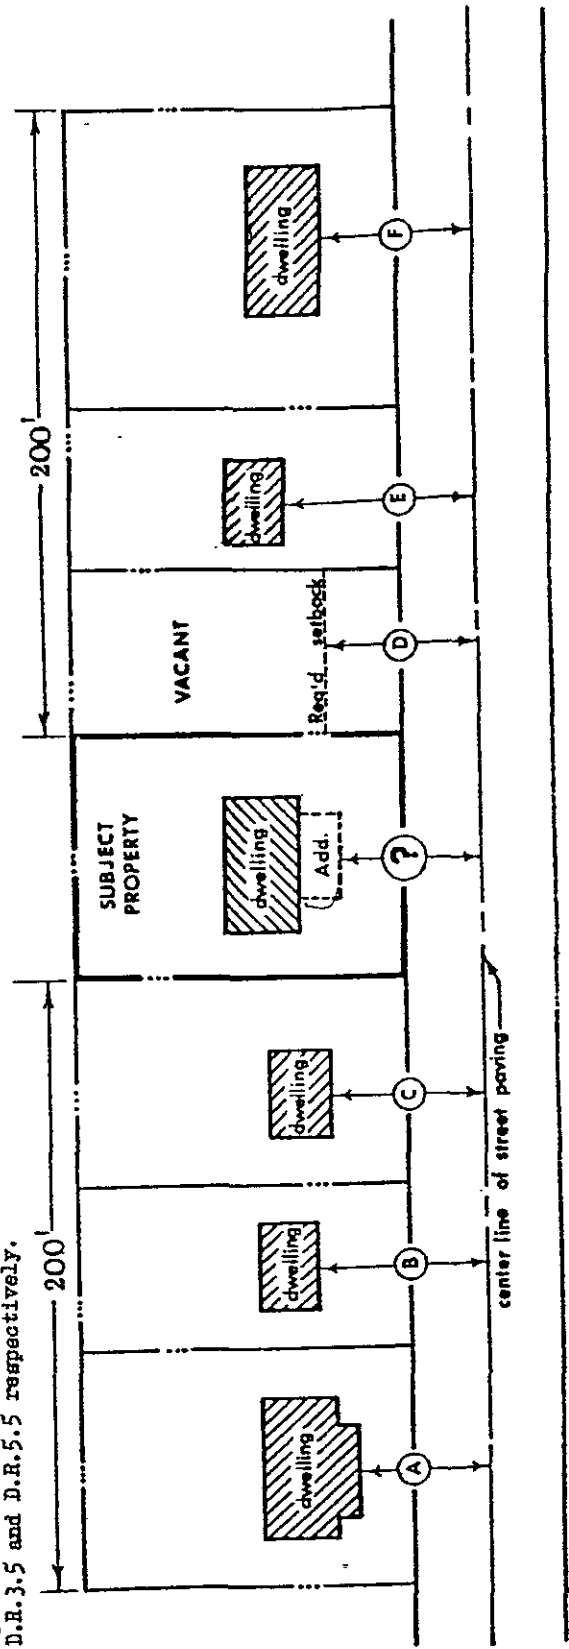 D.R.3.5 and D.R.5.5 respectively.
200'
200'
SUBJECT
PROPERTY
VACANT
dwelling
dwelling
dwelling
dwelling
Add.
Req'd setback
dwelling
dwelling
A
B
C
?
D
E
F
center line of street paving